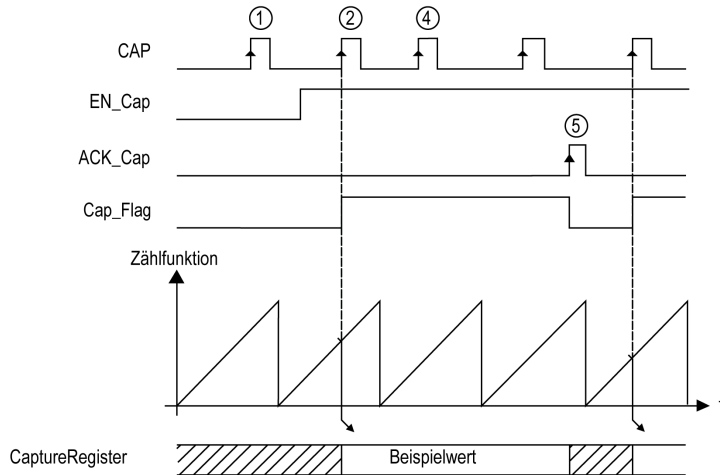 ① ② ④
CAP
EN_Cap
⑤
ACK_Cap
Cap_Flag
Zählfunktion
CaptureRegister Beispielwert